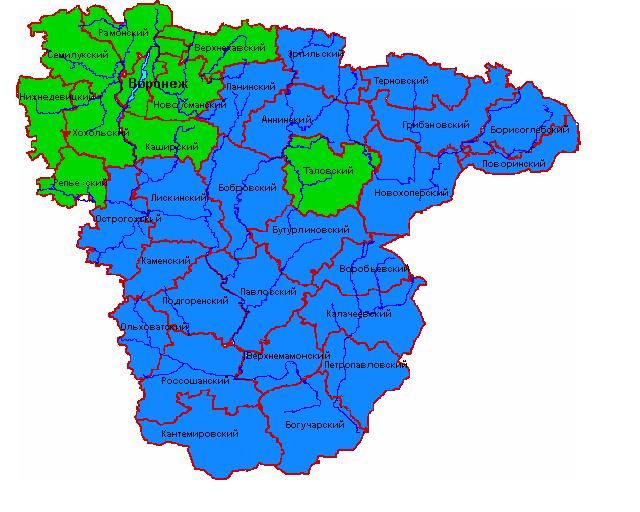 Рамонский
Семилукский
Верхнехавский
Эртильский
Воронеж
Терновский
Нижнедевицкий
Панинский
Новоусманский
Аннинский
Грибановский
Борисоглебский
Хохольский
Каширский
Поворинский
Таловский
Репьевский
Бобровский
Новохоперский
Лискинский
Острогожский
Бутурлиновский
Каменский
Воробьевский
Павловский
Подгоренский
Калачеевский
Ольховатский
Верхнемамонский
Петропавловский
Россошанский
Богучарский
Кантемировский